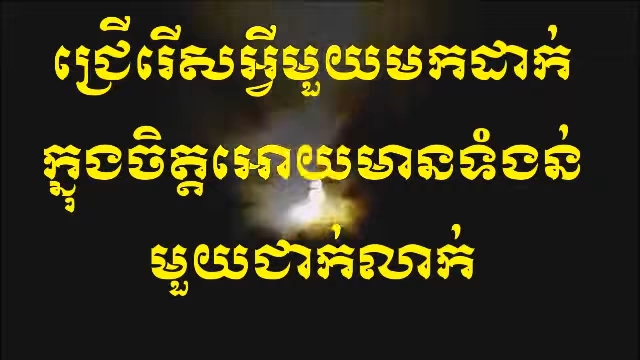 ជ្រើរើសអ្វីមួយមកដាក់
ក្នុងចិត្តអោយមានទំងន់
មួយជាក់លាក់